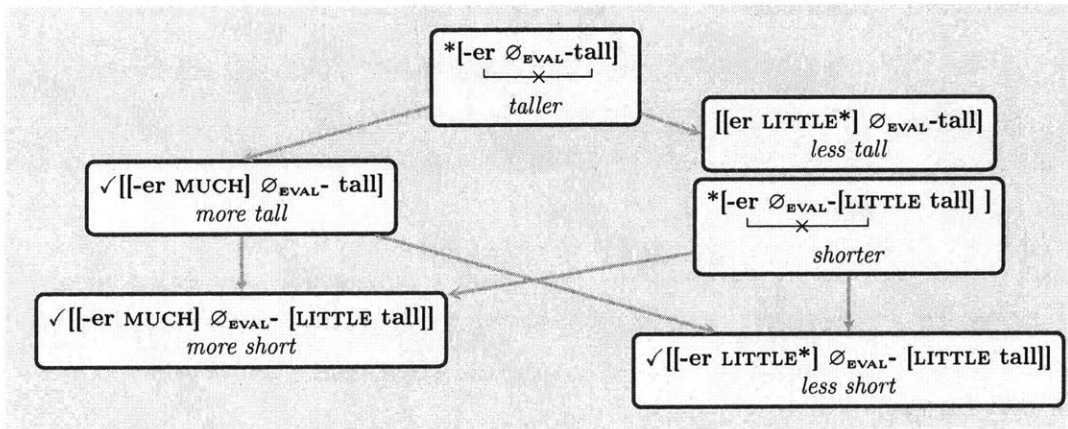 *[-er ∅EVAL-tall]
×
taller
[[er LITTLE*] ∅EVAL-tall]
less tall
✓[[-er MUCH] ∅EVAL- tall]
more tall
*[-er ∅EVAL-[LITTLE tall] ]
×
shorter
✓[[-er MUCH] ∅EVAL- [LITTLE tall]]
more short
✓[[-er LITTLE*] ∅EVAL- [LITTLE tall]]
less short